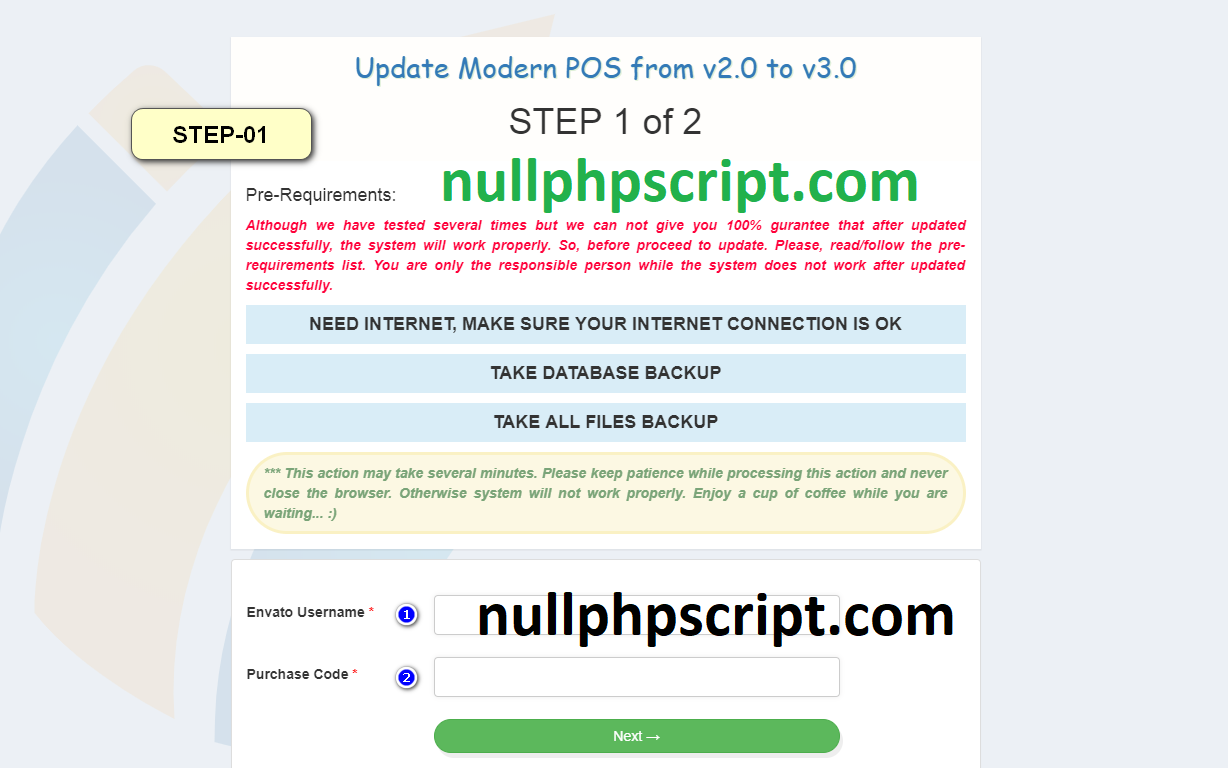 Update Modern POS from v2.0 to v3.0
STEP 1 of 2
STEP-01
nullphpscript.com
Pre-Requirements:
Although we have tested several times but we can not give you 100% gurantee that after updated
successfully, the system will work properly. So, before proceed to update. Please, read/follow the pre-
requirements list. You are only the responsible person while the system does not work after updated
successfully.
NEED INTERNET, MAKE SURE YOUR INTERNET CONNECTION IS OK
TAKE DATABASE BACKUP
TAKE ALL FILES BACKUP
*** This action may take several minutes. Please keep patience while processing this action and never
close the browser. Otherwise system will not work properly. Enjoy a cup of coffee while you are
waiting... :)
Envato Username * 1
nullphpscript.com
Purchase Code * 2
Next →